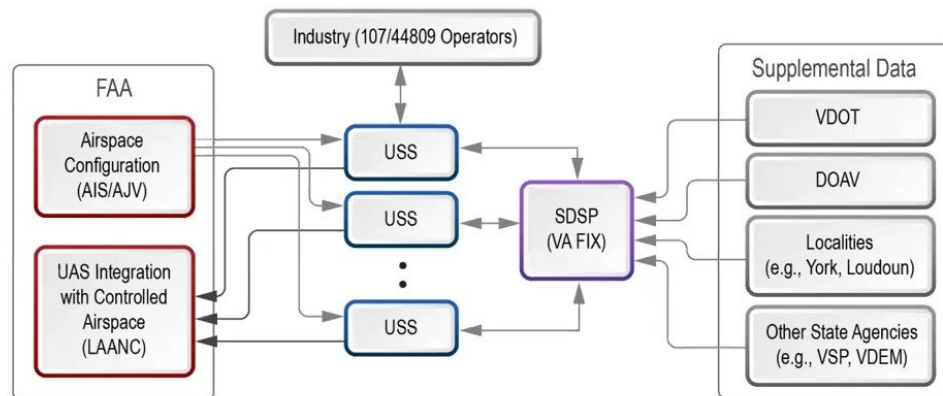 Industry (107/44809 Operators)
FAA
Airspace
Configuration
(AIS/AJV)
UAS Integration
with Controlled
Airspace
(LAANC)
USS
USS
USS
SDSP
(VA FIX)
Supplemental Data
VDOT
DOAV
Localities
(e.g., York, Loudoun)
Other State Agencies
(e.g., VSP, VDEM)